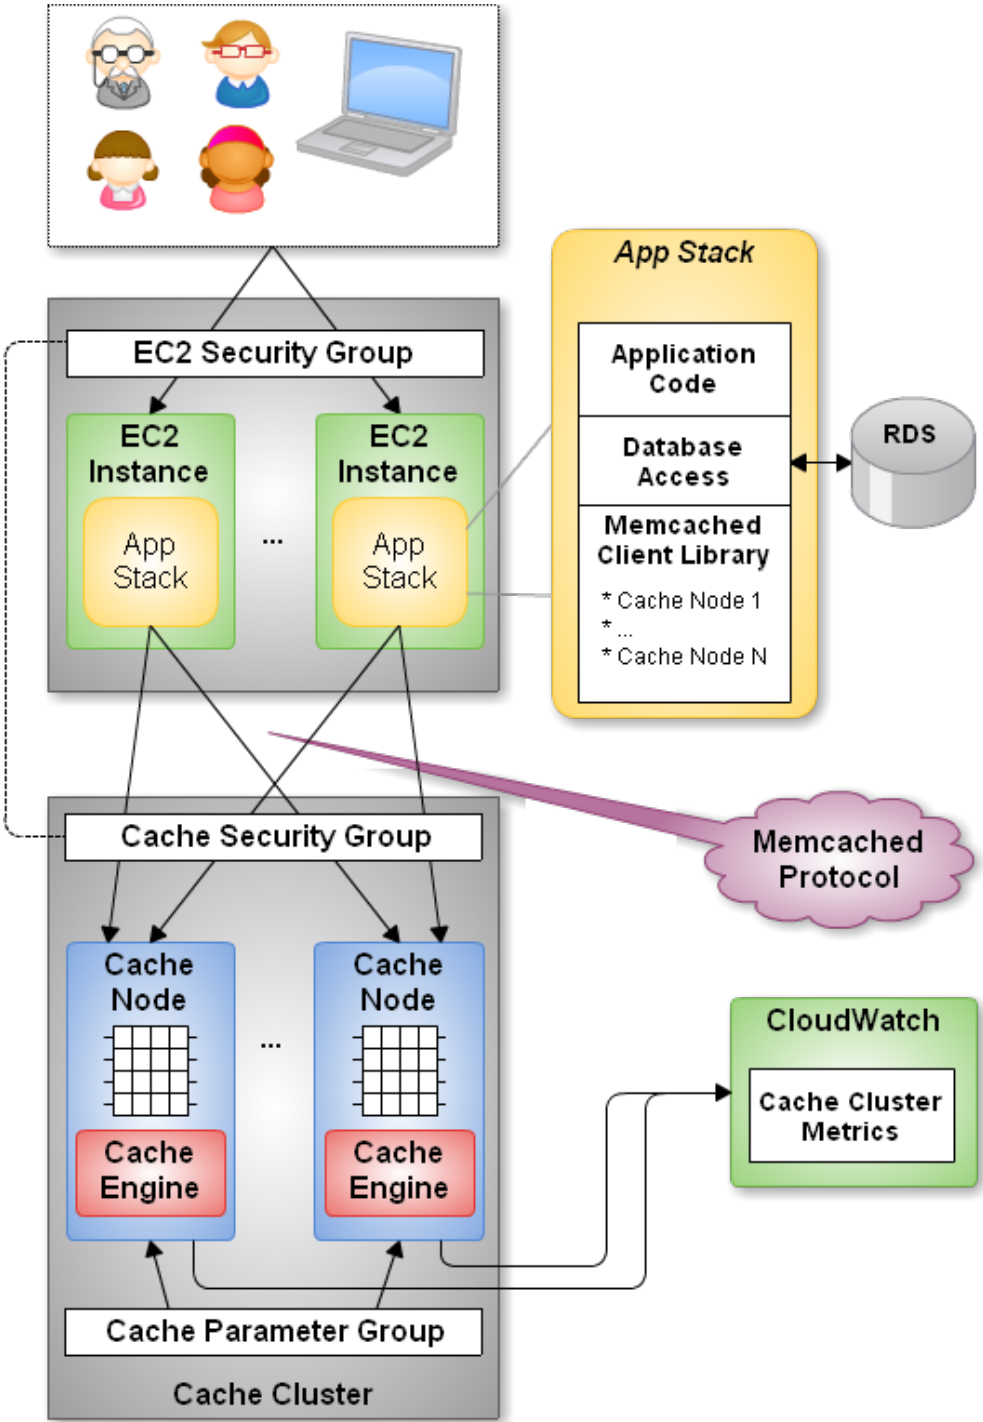 App Stack
EC2 Security Group
Application
Code
EC2
Instance
EC2
Instance
Database
Access
RDS
App
Stack
...
App
Stack
Memcached
Client Library
* Cache Node 1
* ...
* Cache Node N
Cache Security Group
Memcached
Protocol
Cache
Node
...
Cache
Node
CloudWatch
Cache Cluster
Metrics
Cache
Engine
Cache
Engine
Cache Parameter Group
Cache Cluster